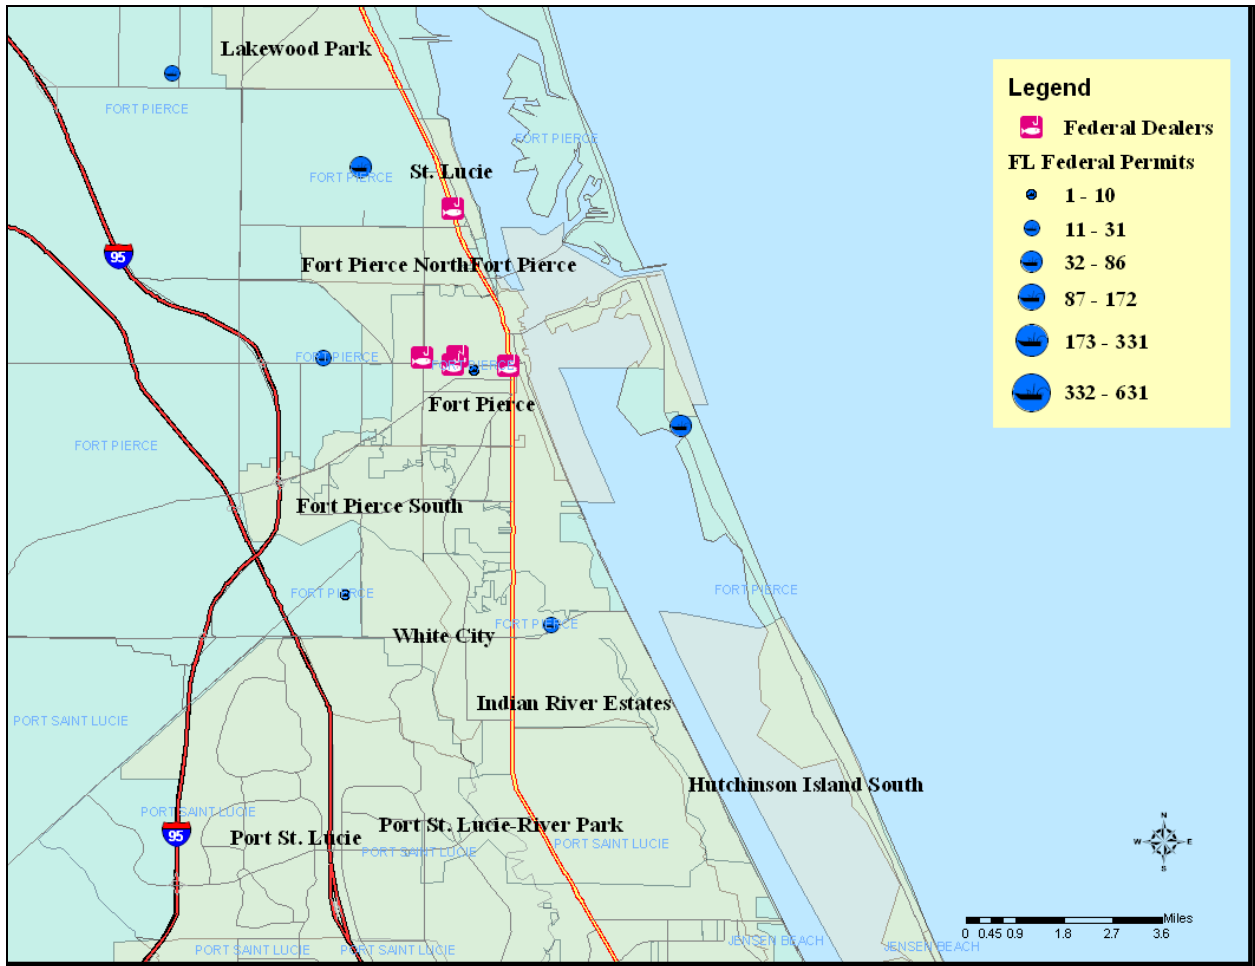 Lakewood Park
FORT PIERCE
FORT PIERCE
FORT PIERCE
St. Lucie
95
Fort Pierce North
Fort Pierce
FORT PIERCE
FORT PIERCE
Fort Pierce
FORT PIERCE
Fort Pierce South
FORT PIERCE
FORT PIERCE
FORT PIERCE
White City
Indian River Estates
PORT SAINT LUCIE
Hutchinson Island South
PORT SAINT LUCIE
95
Port St. Lucie
Port St. Lucie-River Park
PORT SAINT LUCIE
PORT SAINT LUCIE
PORT SAINT LUCIE
PORT SAINT LUCIE
JENSEN BEACH
JENSEN BEACH
Legend
Federal Dealers
FL Federal Permits
1 - 10
11 - 31
32 - 86
87 - 172
173 - 331
332 - 631
N
W
E
S
Miles
0 0.45 0.9 1.8 2.7 3.6